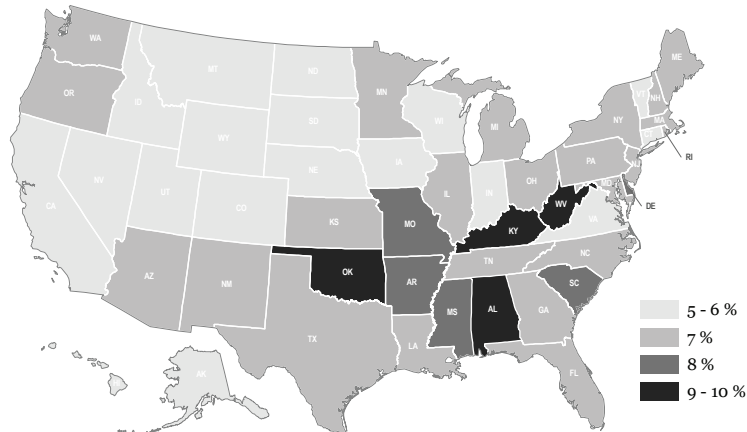 WA
MT
ND
MN
ME
OR
ID
SD
WI
MI
NY
VT
NH
MA
CT
RI
WY
IA
NE
PA
NJ
IL
IN
OH
MD
DE
NV
UT
CO
CA
KS
MO
KY
WV
VA
AZ
NM
OK
AR
TN
NC
SC
MS
AL
GA
TX
LA
FL
AK
HI
5 - 6 %
7 %
8 %
9 - 10 %